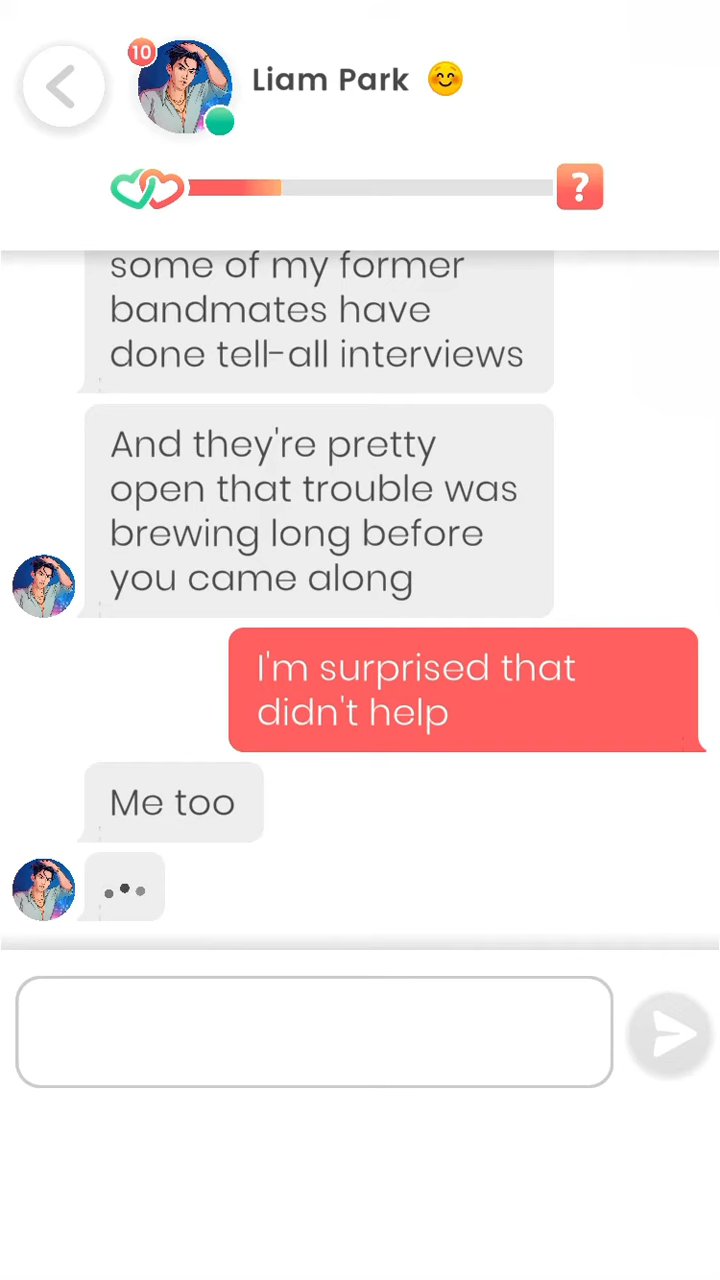 10
Liam Park 😊
?
some of my former
bandmates have
done tell-all interviews
And they're pretty
open that trouble was
brewing long before
you came along
I'm surprised that
didn't help
Me too